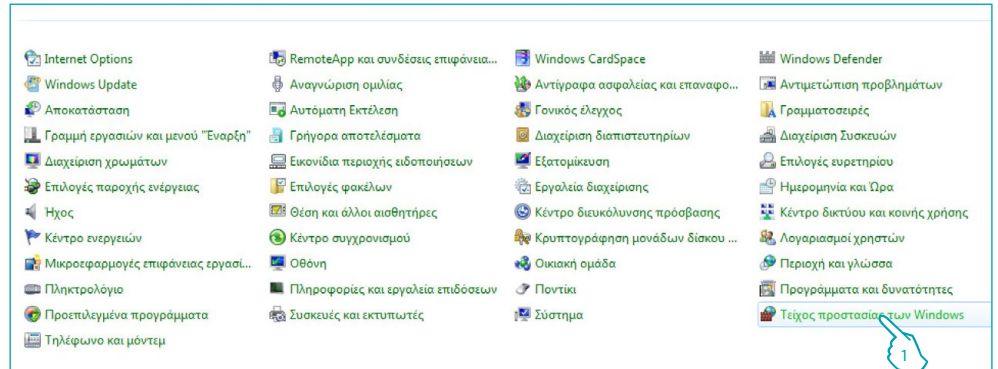 Internet Options
RemoteApp και συνδέσεις επιφάνεια...
Windows CardSpace
Windows Defender
Windows Update
Αναγνώριση ομιλίας
Αντίγραφα ασφαλείας και επαναφο...
Αντιμετώπιση προβλημάτων
Αποκατάσταση
Αυτόματη Εκτέλεση
Γονικός έλεγχος
Γραμματοσειρές
Γραμμή εργασιών και μενού "Έναρξη"
Γρήγορα αποτελέσματα
Διαχείριση διαπιστευτηρίων
Διαχείριση Συσκευών
Διαχείριση χρωμάτων
Εικονίδια περιοχής ειδοποιήσεων
Εξατομίκευση
Επιλογές ευρετηρίου
Επιλογές παροχής ενέργειας
Επιλογές φακέλων
Εργαλεία διαχείρισης
Ημερομηνία και Ώρα
Ήχος
Θέση και άλλοι αισθητήρες
Κέντρο διευκόλυνσης πρόσβασης
Κέντρο δικτύου και κοινής χρήσης
Κέντρο ενεργειών
Κέντρο συγχρονισμού
Κρυπτογράφηση μονάδων δίσκου ...
Λογαριασμοί χρηστών
Μικροεφαρμογές επιφάνειας εργασί...
Οθόνη
Οικιακή ομάδα
Περιοχή και γλώσσα
Πληκτρολόγιο
Πληροφορίες και εργαλεία επιδόσεων
Ποντίκι
Προγράμματα και δυνατότητες
Προεπιλεγμένα προγράμματα
Συσκευές και εκτυπωτές
Σύστημα
Τείχος προστασίας των Windows
Τηλέφωνο και μόντεμ
1